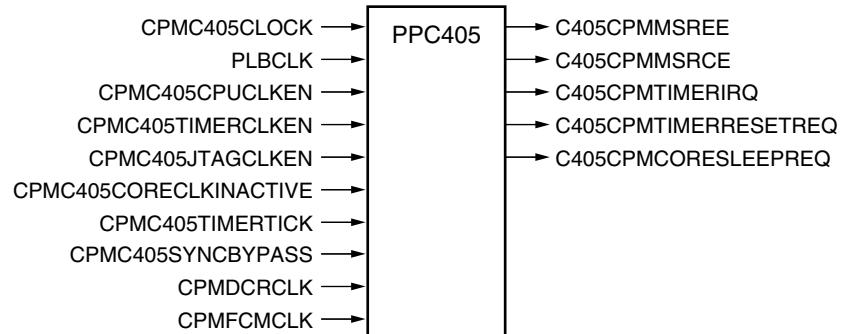 CPMC405CLOCK
PLBCLK
CPMC405CPUCLKEN
CPMC405TIMERCLKEN
CPMC405JTAGCLKEN
CPMC405CORECLKINACTIVE
CPMC405TIMERTICK
CPMC405SYNCBYPASS
CPMDCRCLK
CPMFCMCLK
PPC405
C405CPMMSREE
C405CPMMSRCE
C405CPMTIMERIRQ
C405CPMTIMERRESETREQ
C405CPMCORESLEEPREQ